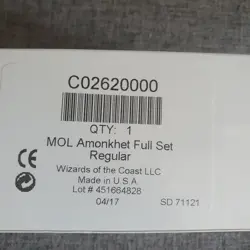 C02620000
QTY: 1
MOL Amonkhet Full Set
Regular
CE
Wizards of the Coast LLC
Made in U.S.A.
Lot # 451664828
04/17 SD 71121